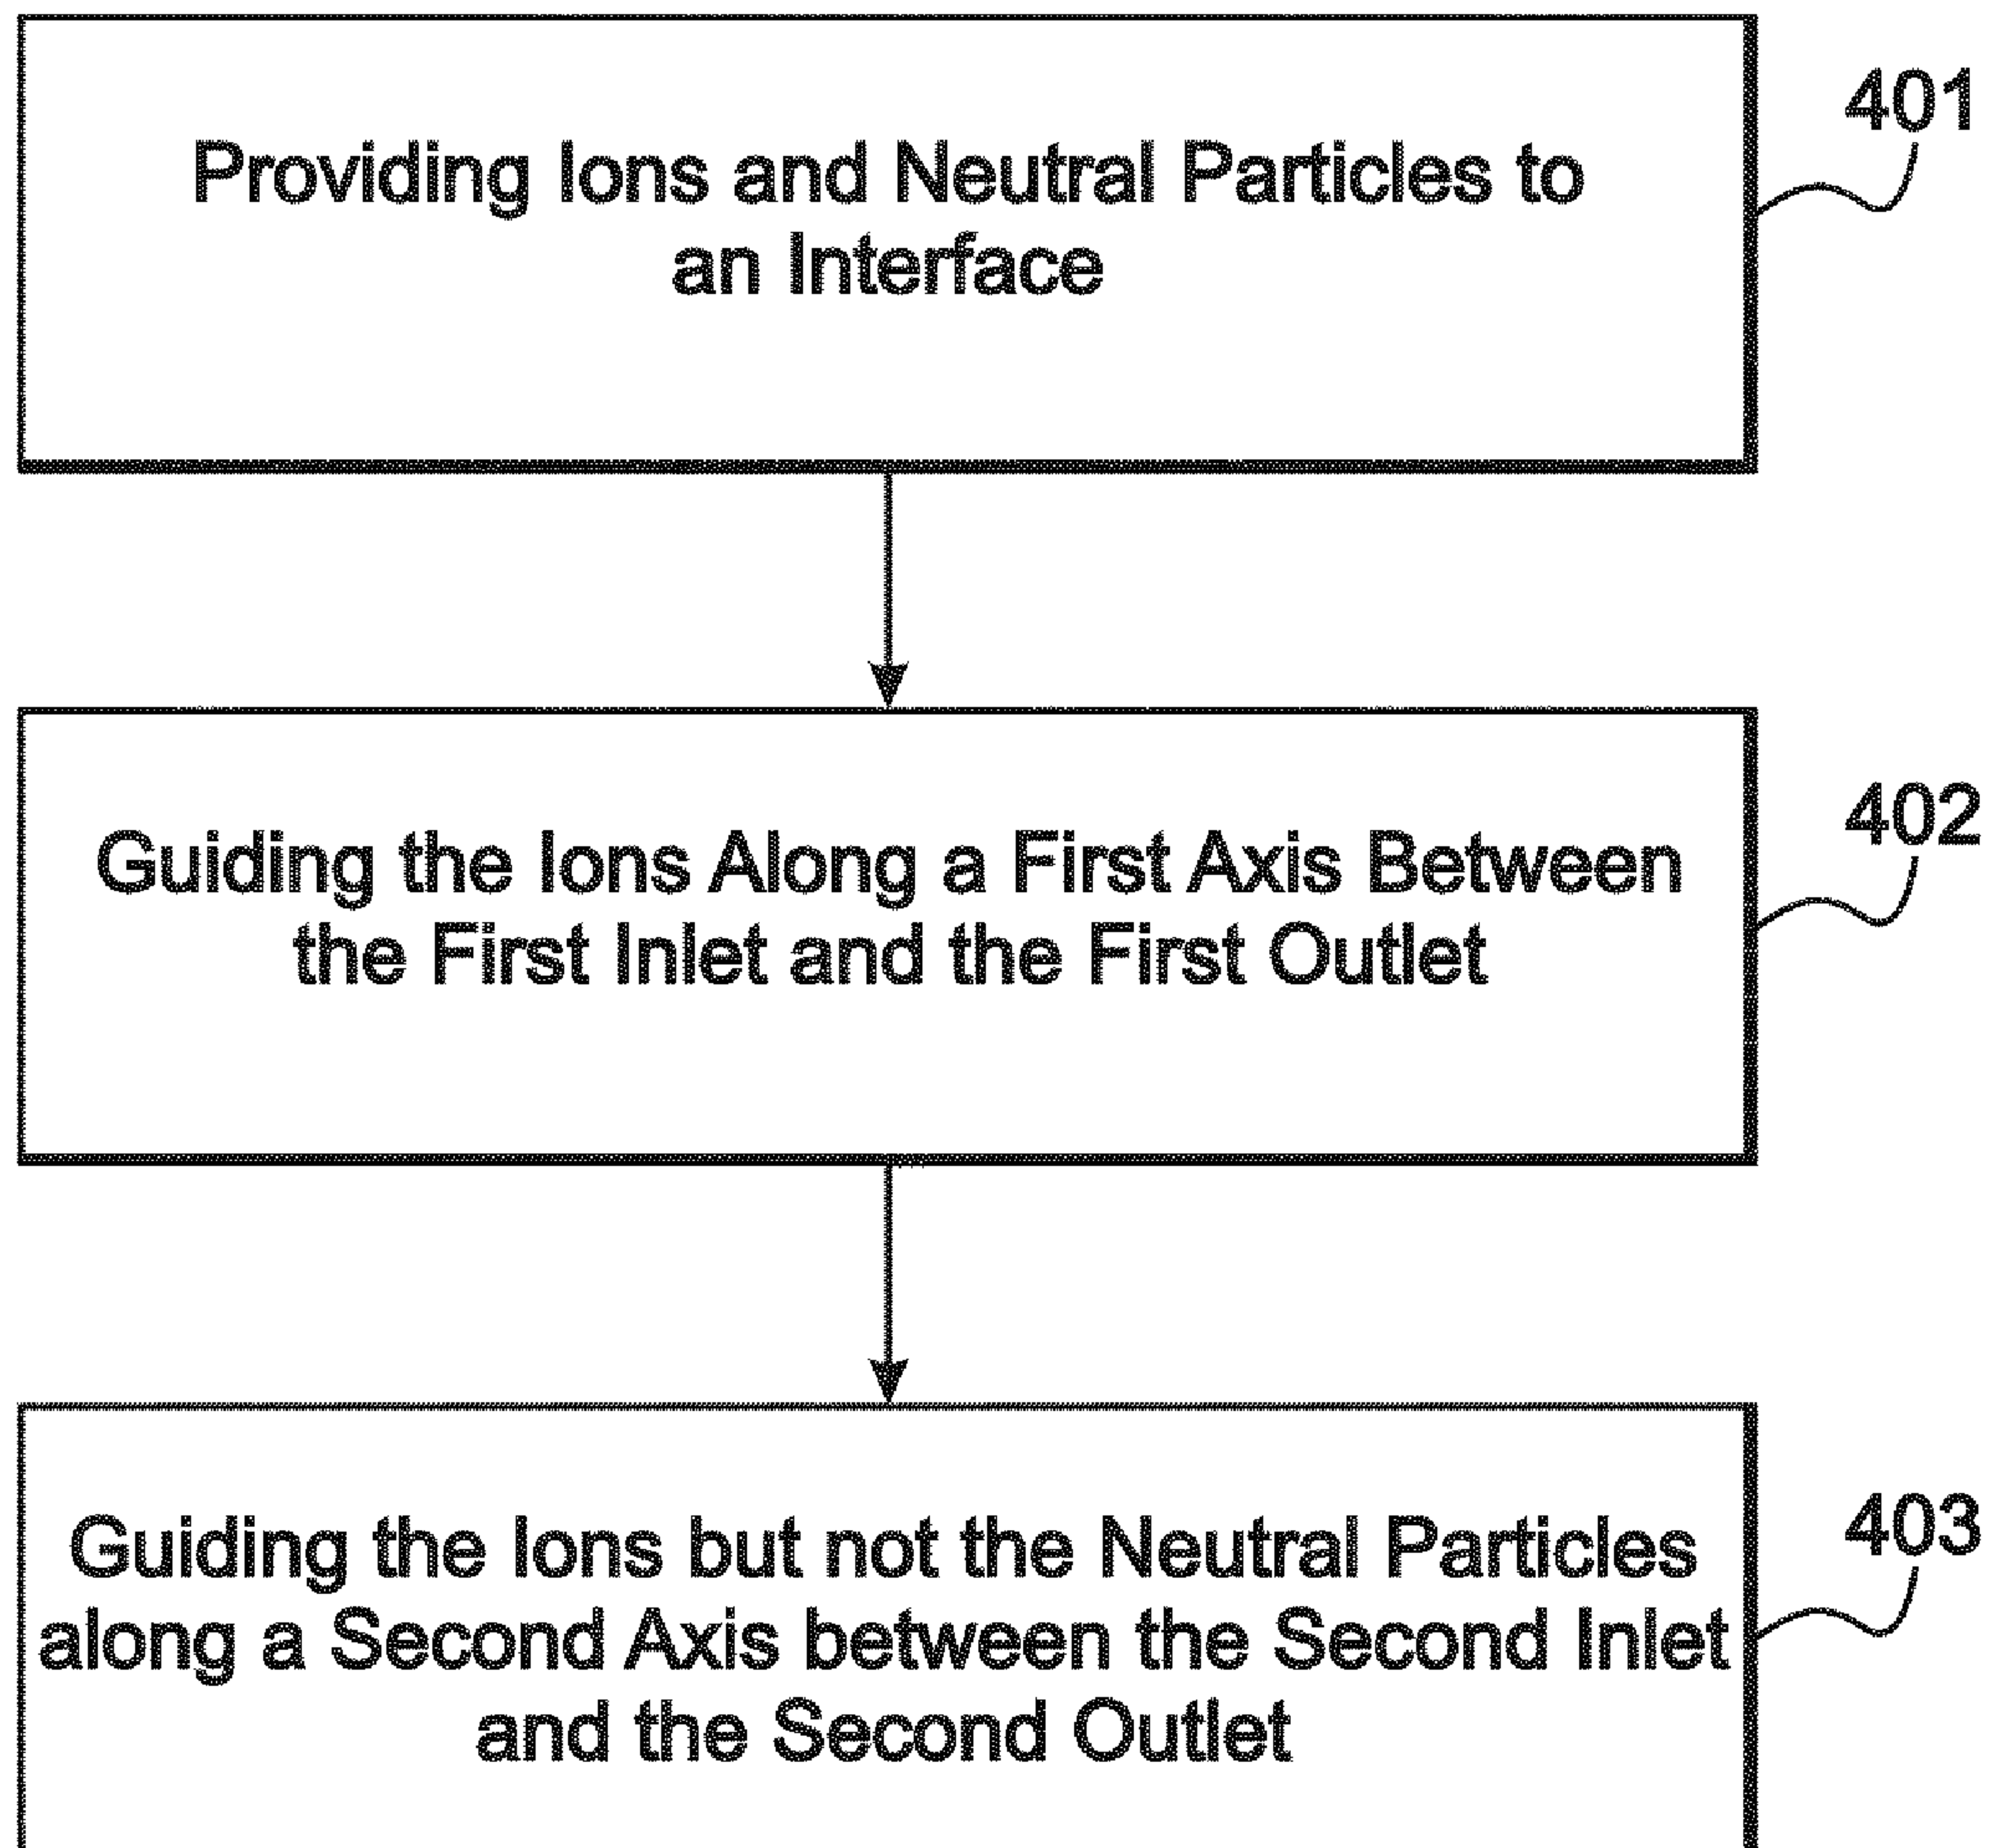 Providing Ions and Neutral Particles to
an Interface
401
Guiding the Ions Along a First Axis Between
the First Inlet and the First Outlet
402
Guiding the Ions but not the Neutral Particles
along a Second Axis between the Second Inlet
and the Second Outlet
403